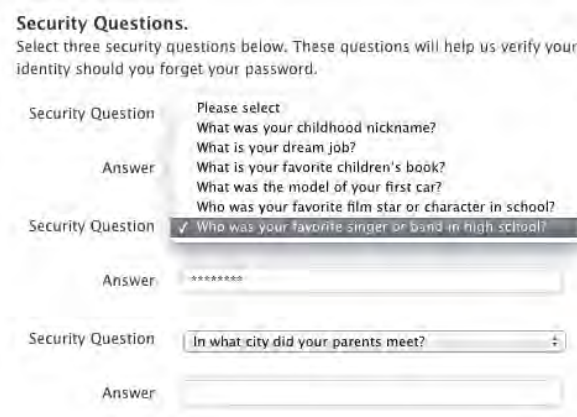 Security Questions.
Select three security questions below. These questions will help us verify your
identity should you forget your password.
Security Question
Please select
What was your childhood nickname?
What is your dream job?
Answer
What is your favorite children's book?
What was the model of your first car?
Who was your favorite film star or character in school?
Security Question
✓ Who was your favorite singer or band in high school?
Answer
********
Security Question
In what city did your parents meet?
Answer